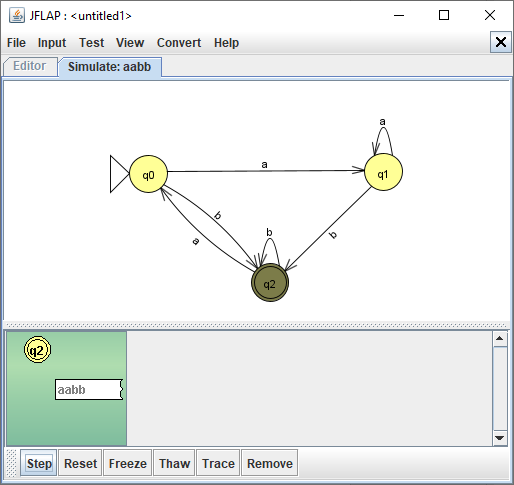 JFLAP : <untitled1>
File Input Test View Convert Help
Editor Simulate: aabb
a
a
q0
q1
b
a
b
b
q2
q2
aabb
Step Reset Freeze Thaw Trace Remove